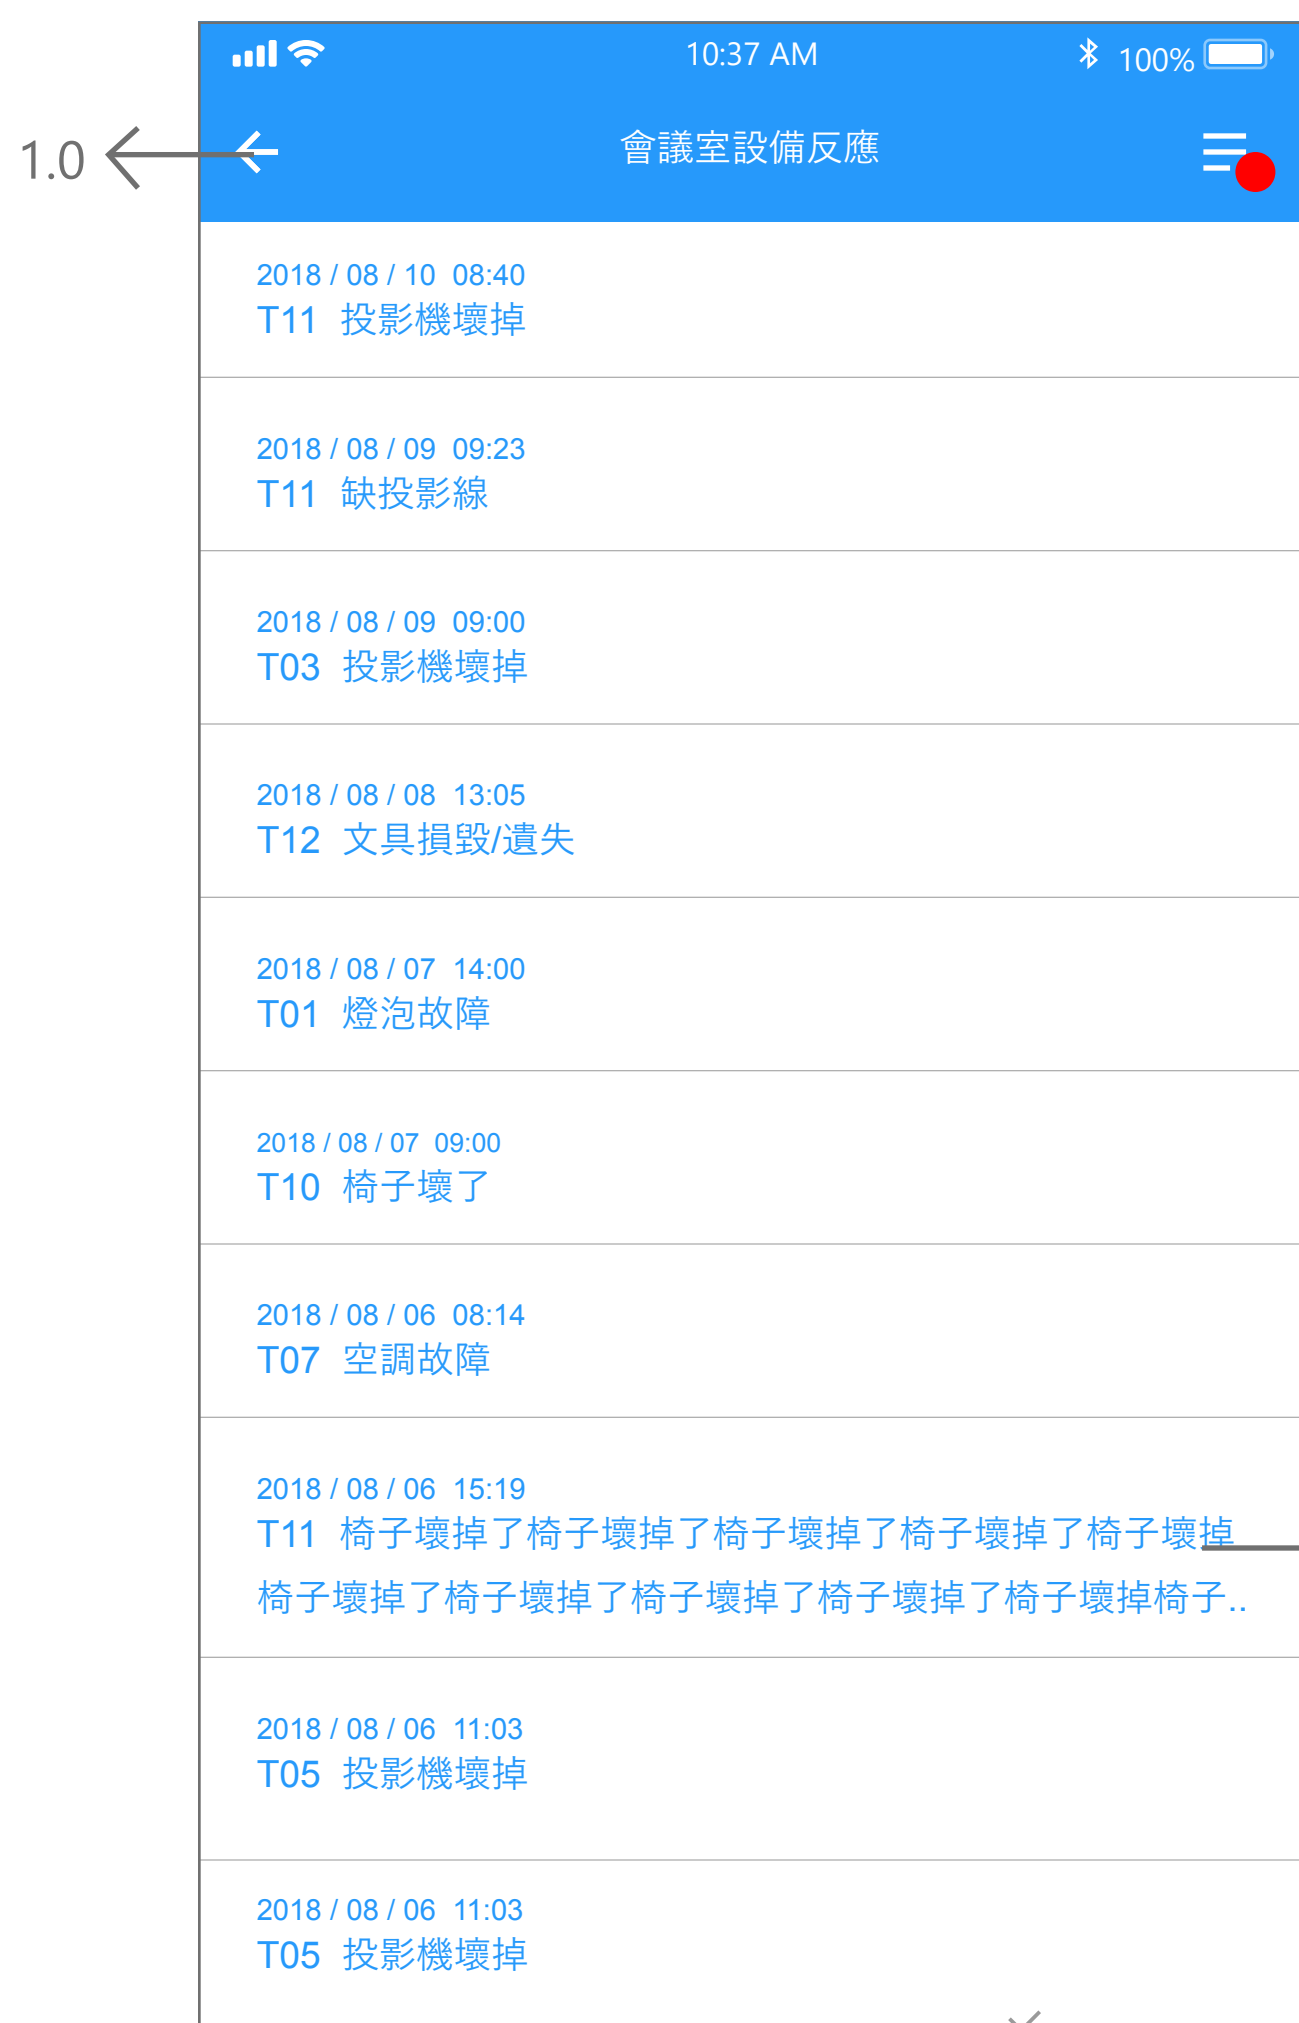 10:37 AM
100%
1.0
會議室設備反應
2018 / 08 / 10 08:40
T11 投影機壞掉
2018 / 08 / 09 09:23
T11 缺投影線
2018 / 08 / 09 09:00
T03 投影機壞掉
2018 / 08 / 08 13:05
T12 文具損毀/遺失
2018 / 08 / 07 14:00
T01 燈泡故障
2018 / 08 / 07 09:00
T10 椅子壞了
2018 / 08 / 06 08:14
T07 空調故障
2018 / 08 / 06 15:19
T11 椅子壞掉了椅子壞掉了椅子壞掉了椅子壞掉了椅子壞掉
椅子壞掉了椅子壞掉了椅子壞掉了椅子壞掉了椅子壞掉椅子..
2018 / 08 / 06 11:03
T05 投影機壞掉
2018 / 08 / 06 11:03
T05 投影機壞掉